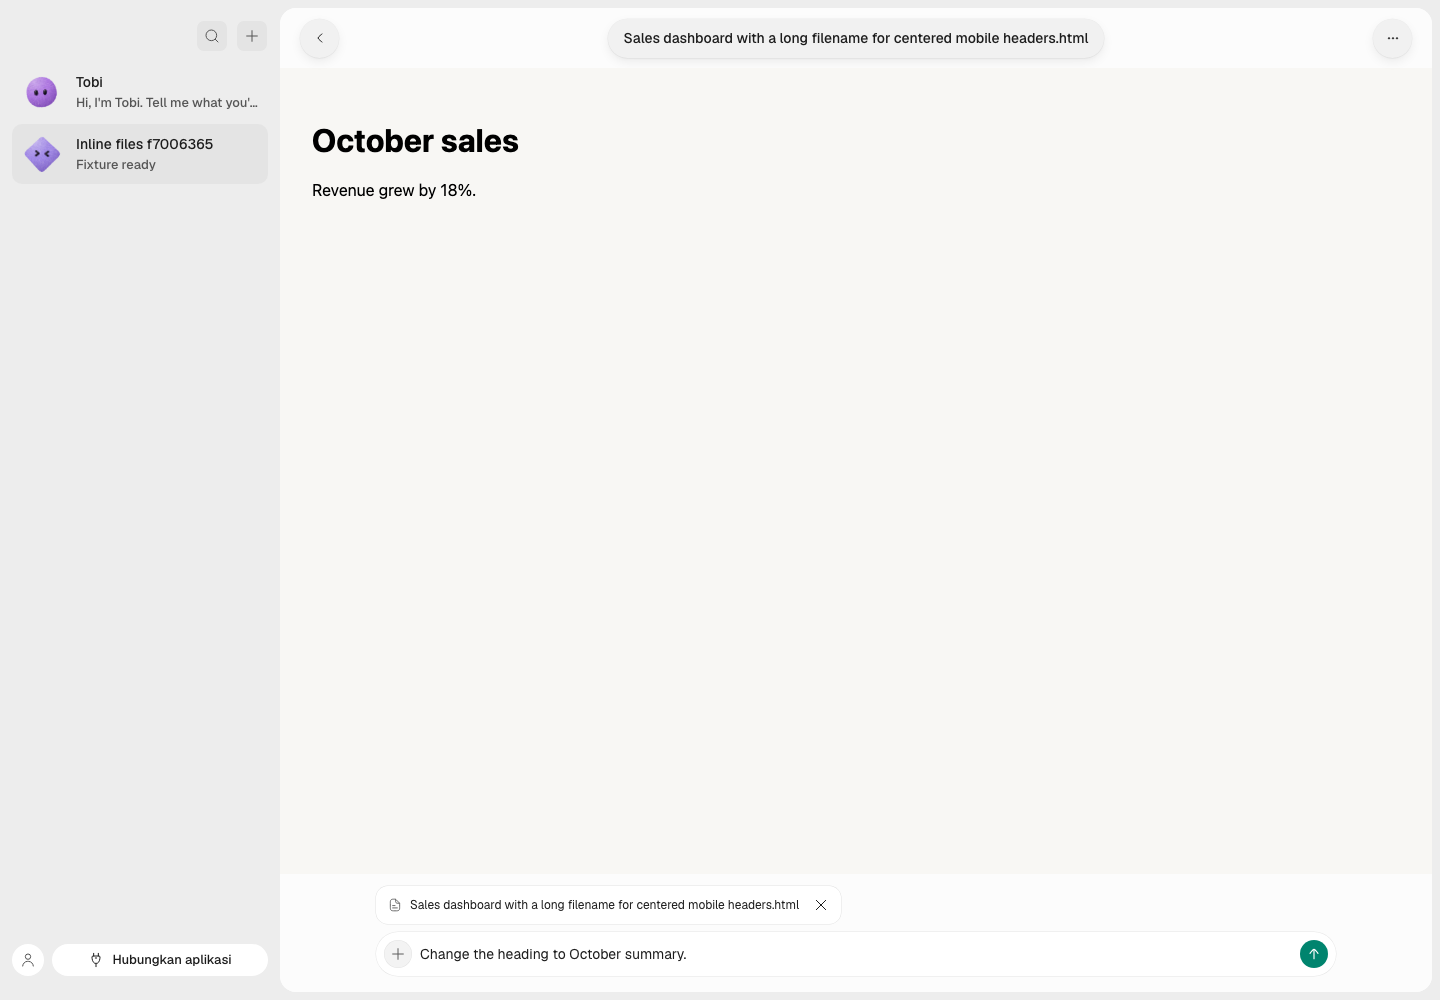 Tobi
Hi, I'm Tobi. Tell me what you'...
Inline files f7006365
Fixture ready
Hubungkan aplikasi
Sales dashboard with a long filename for centered mobile headers.html
October sales
Revenue grew by 18%.
Sales dashboard with a long filename for centered mobile headers.html
Change the heading to October summary.